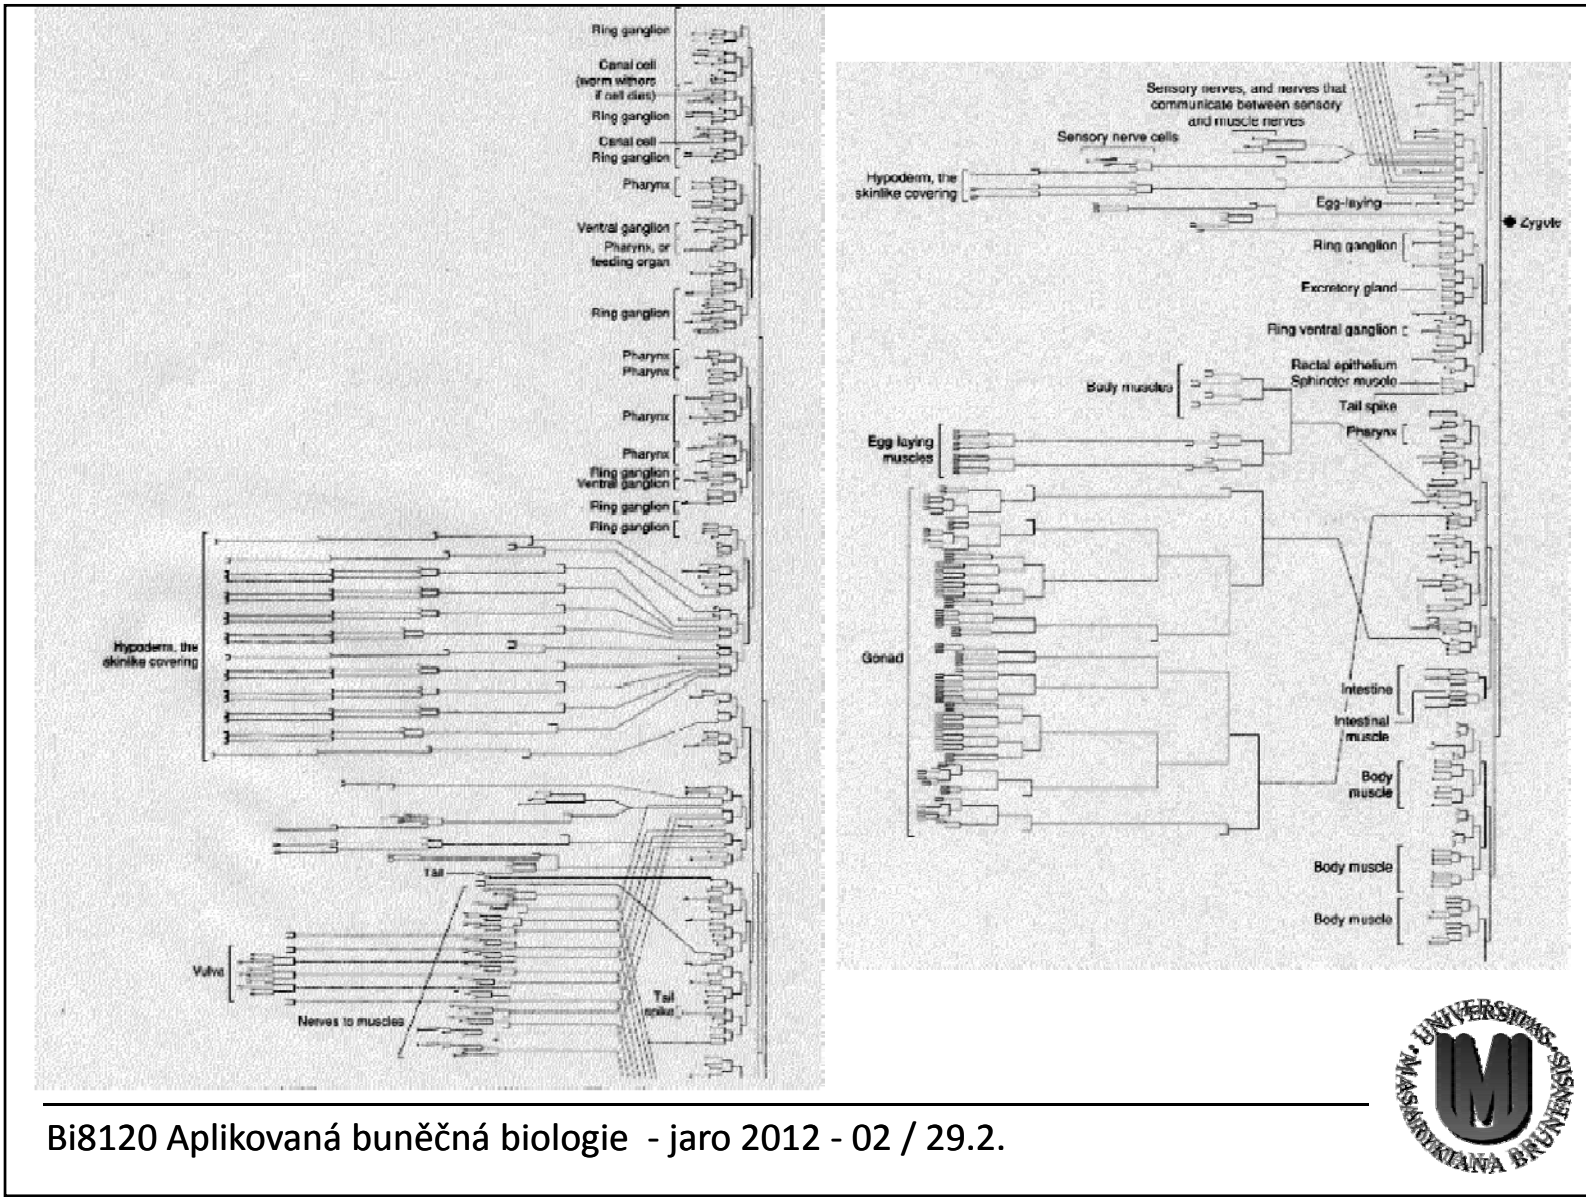 Ring ganglion
Canal cell
(worm withers
if cell dies)
Ring ganglion
Canal cell
Ring ganglion
Pharynx
Ventral ganglion
Pharynx, or
feeding organ
Ring ganglion
Pharynx
Pharynx
Pharynx
Pharynx
Ring ganglion
Ventral ganglion
Ring ganglion
Ring ganglion
Hypoderm, the
skinlike covering
Tail
Vulva
Nerves to muscles
Tail
spike
Sensory nerves, and nerves that
communicate between sensory
and muscle nerves
Sensory nerve cells
Hypoderm, the
skinlike covering
Egg-laying
Zygote
Ring ganglion
Excretory gland
Ring ventral ganglion
Rectal epithelium
Sphincter muscle
Body muscles
Tail spike
Pharynx
Egg-laying
muscles
Gonad
Intestine
Intestinal
muscle
Body
muscle
Body muscle
Body muscle
Bi8120 Aplikovaná buněčná biologie - jaro 2012 - 02 / 29.2.
UNIVERSITAS MASARYKIANA BRUNENSIS